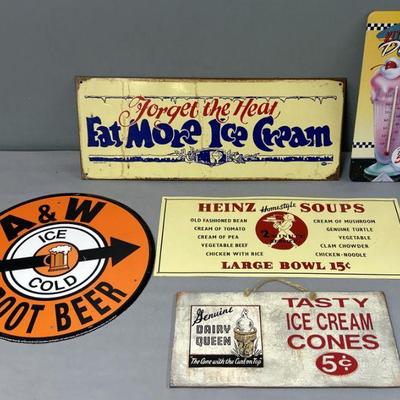 Forget the Heat
Eat More Ice Cream
A & W
ICE
COLD
ROOT BEER
HEINZ Homestyle SOUPS
OLD FASHIONED BEAN
CREAM OF TOMATO
CREAM OF PEA
VEGETABLE BEEF
CHICKEN WITH RICE
CREAM OF MUSHROOM
GENUINE TURTLE
VEGETABLE
CLAM CHOWDER
CHICKEN-NOODLE
LARGE BOWL 15¢
Genuine
DAIRY
QUEEN
The Cone with the Curl on Top
TASTY
ICE CREAM
CONES
5¢